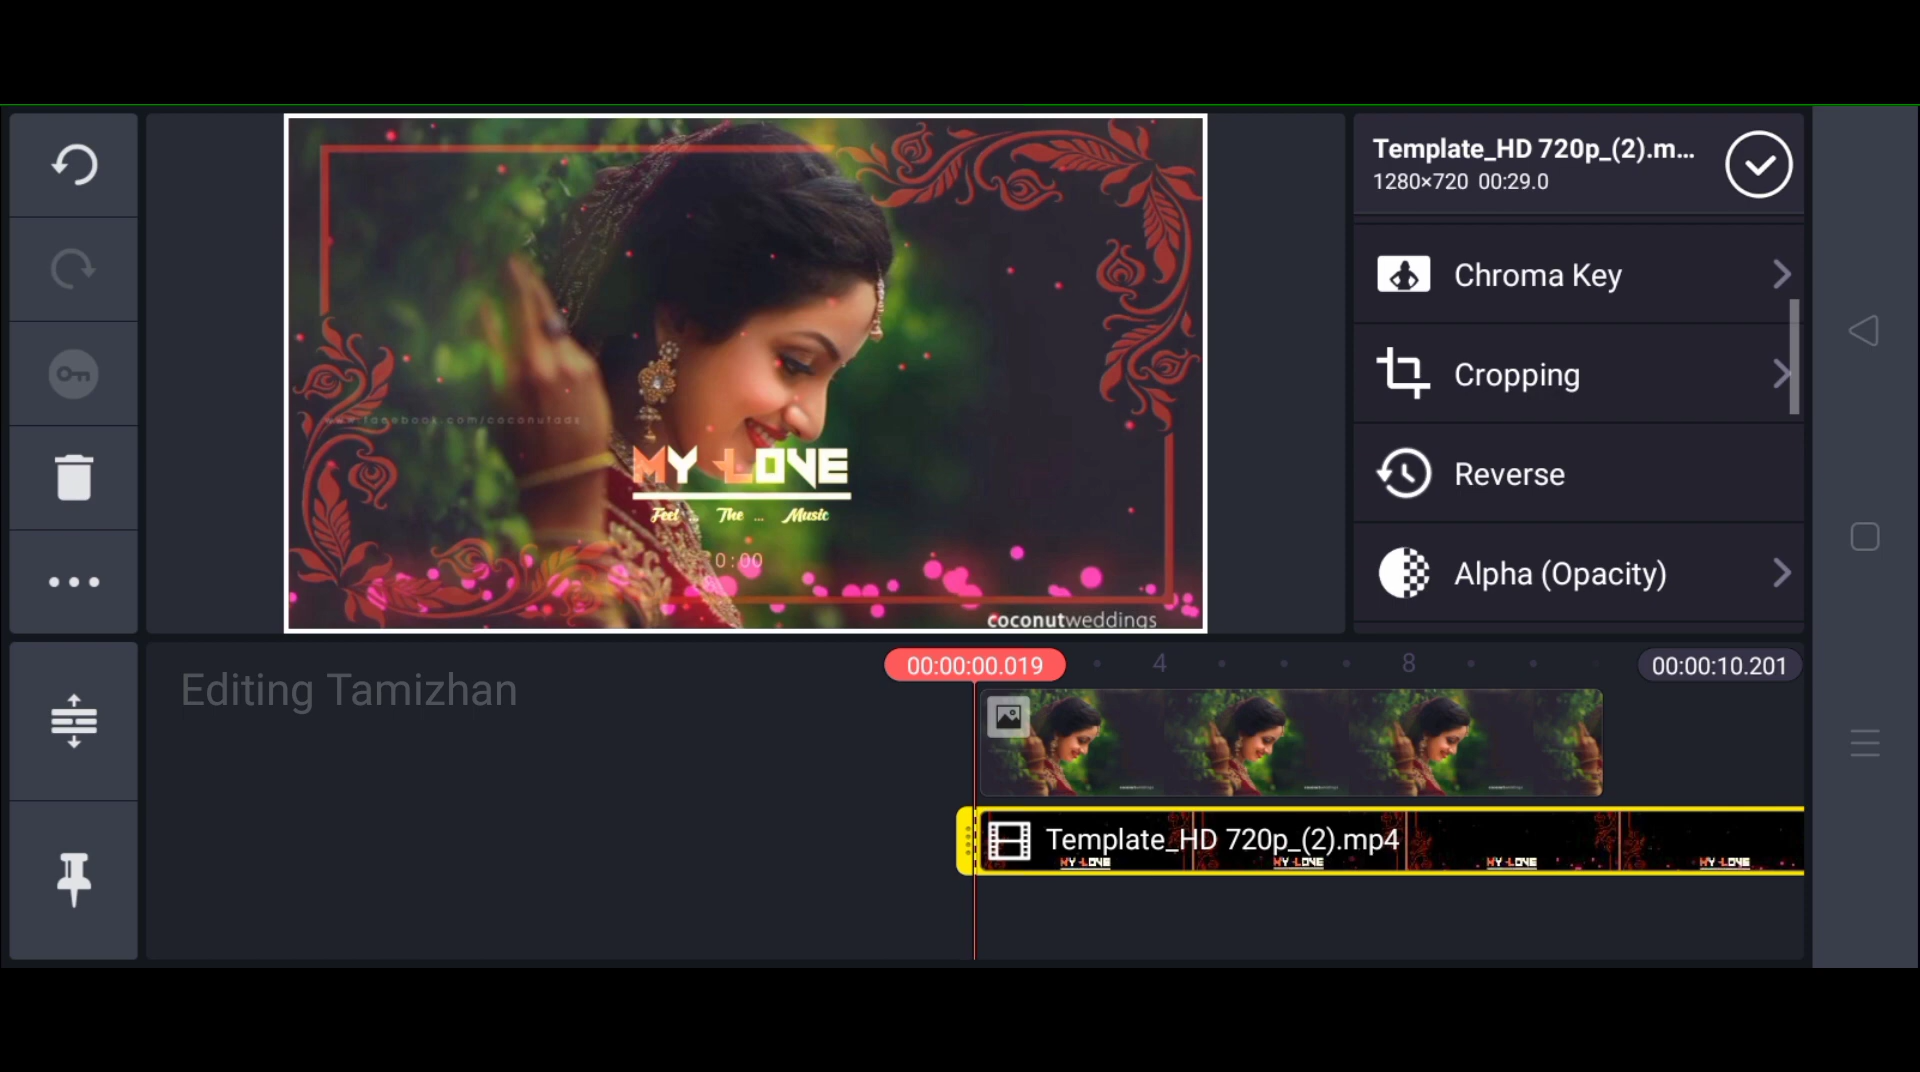 Template_HD 720p_(2).m...
1280×720 00:29.0
Chroma Key
Cropping
Reverse
Alpha (Opacity)
www.facebook.com/coconutads
MY LOVE
Feel ... The ... Music
0:00
coconutweddings
Editing Tamizhan
00:00:00.019
4
8
00:00:10.201
Template_HD 720p_(2).mp4
MY LOVE
MY LOVE
MY LOVE
MY LOVE